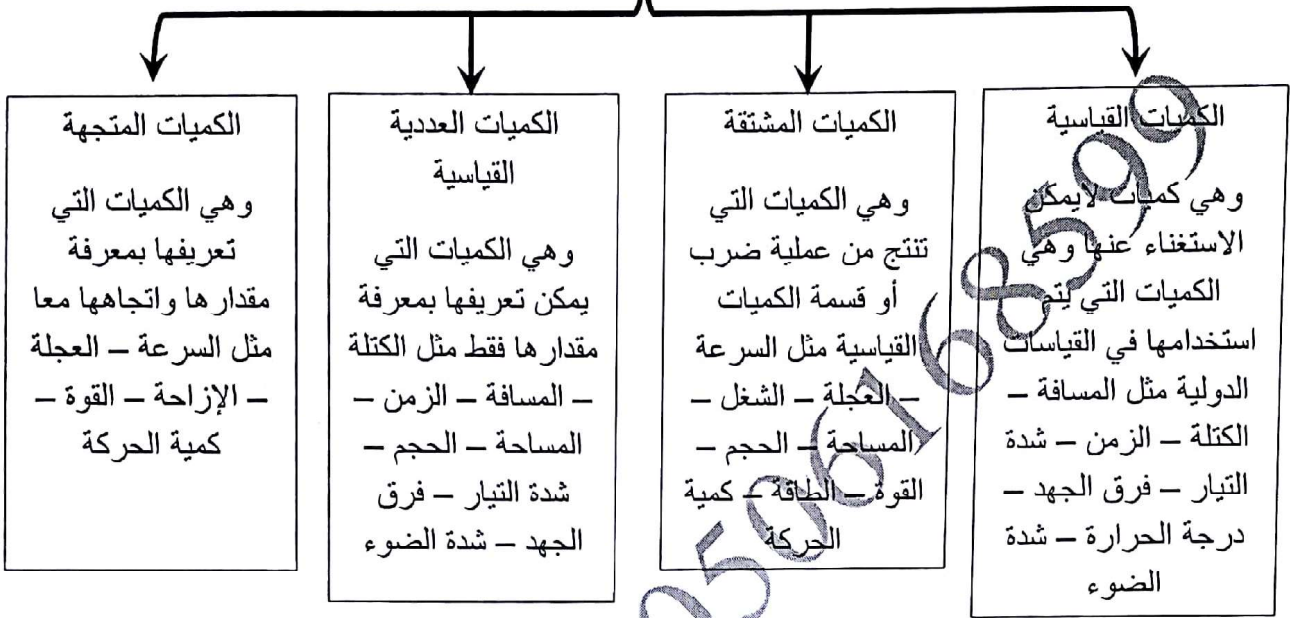 الكميات القياسية
وهي كميات لايمكن
الاستغناء عنها وهي
الكميات التي يتم
استخدامها في القياسات
الدولية مثل المسافة –
الكتلة – الزمن – شدة
التيار – فرق الجهد –
درجة الحرارة – شدة
الضوء
الكميات المشتقة
وهي الكميات التي
تنتج من عملية ضرب
أو قسمة الكميات
القياسية مثل السرعة
– العجلة – الشغل –
المساحة – الحجم –
القوة – الطاقة – كمية
الحركة
الكميات العددية
القياسية
وهي الكميات التي
يمكن تعريفها بمعرفة
مقدارها فقط مثل الكتلة
– المسافة – الزمن –
المساحة – الحجم –
شدة التيار – فرق
الجهد – شدة الضوء
الكميات المتجهة
وهي الكميات التي
تعريفها بمعرفة
مقدارها واتجاهها معا
مثل السرعة – العجلة
– الإزاحة – القوة –
كمية الحركة
0506168599